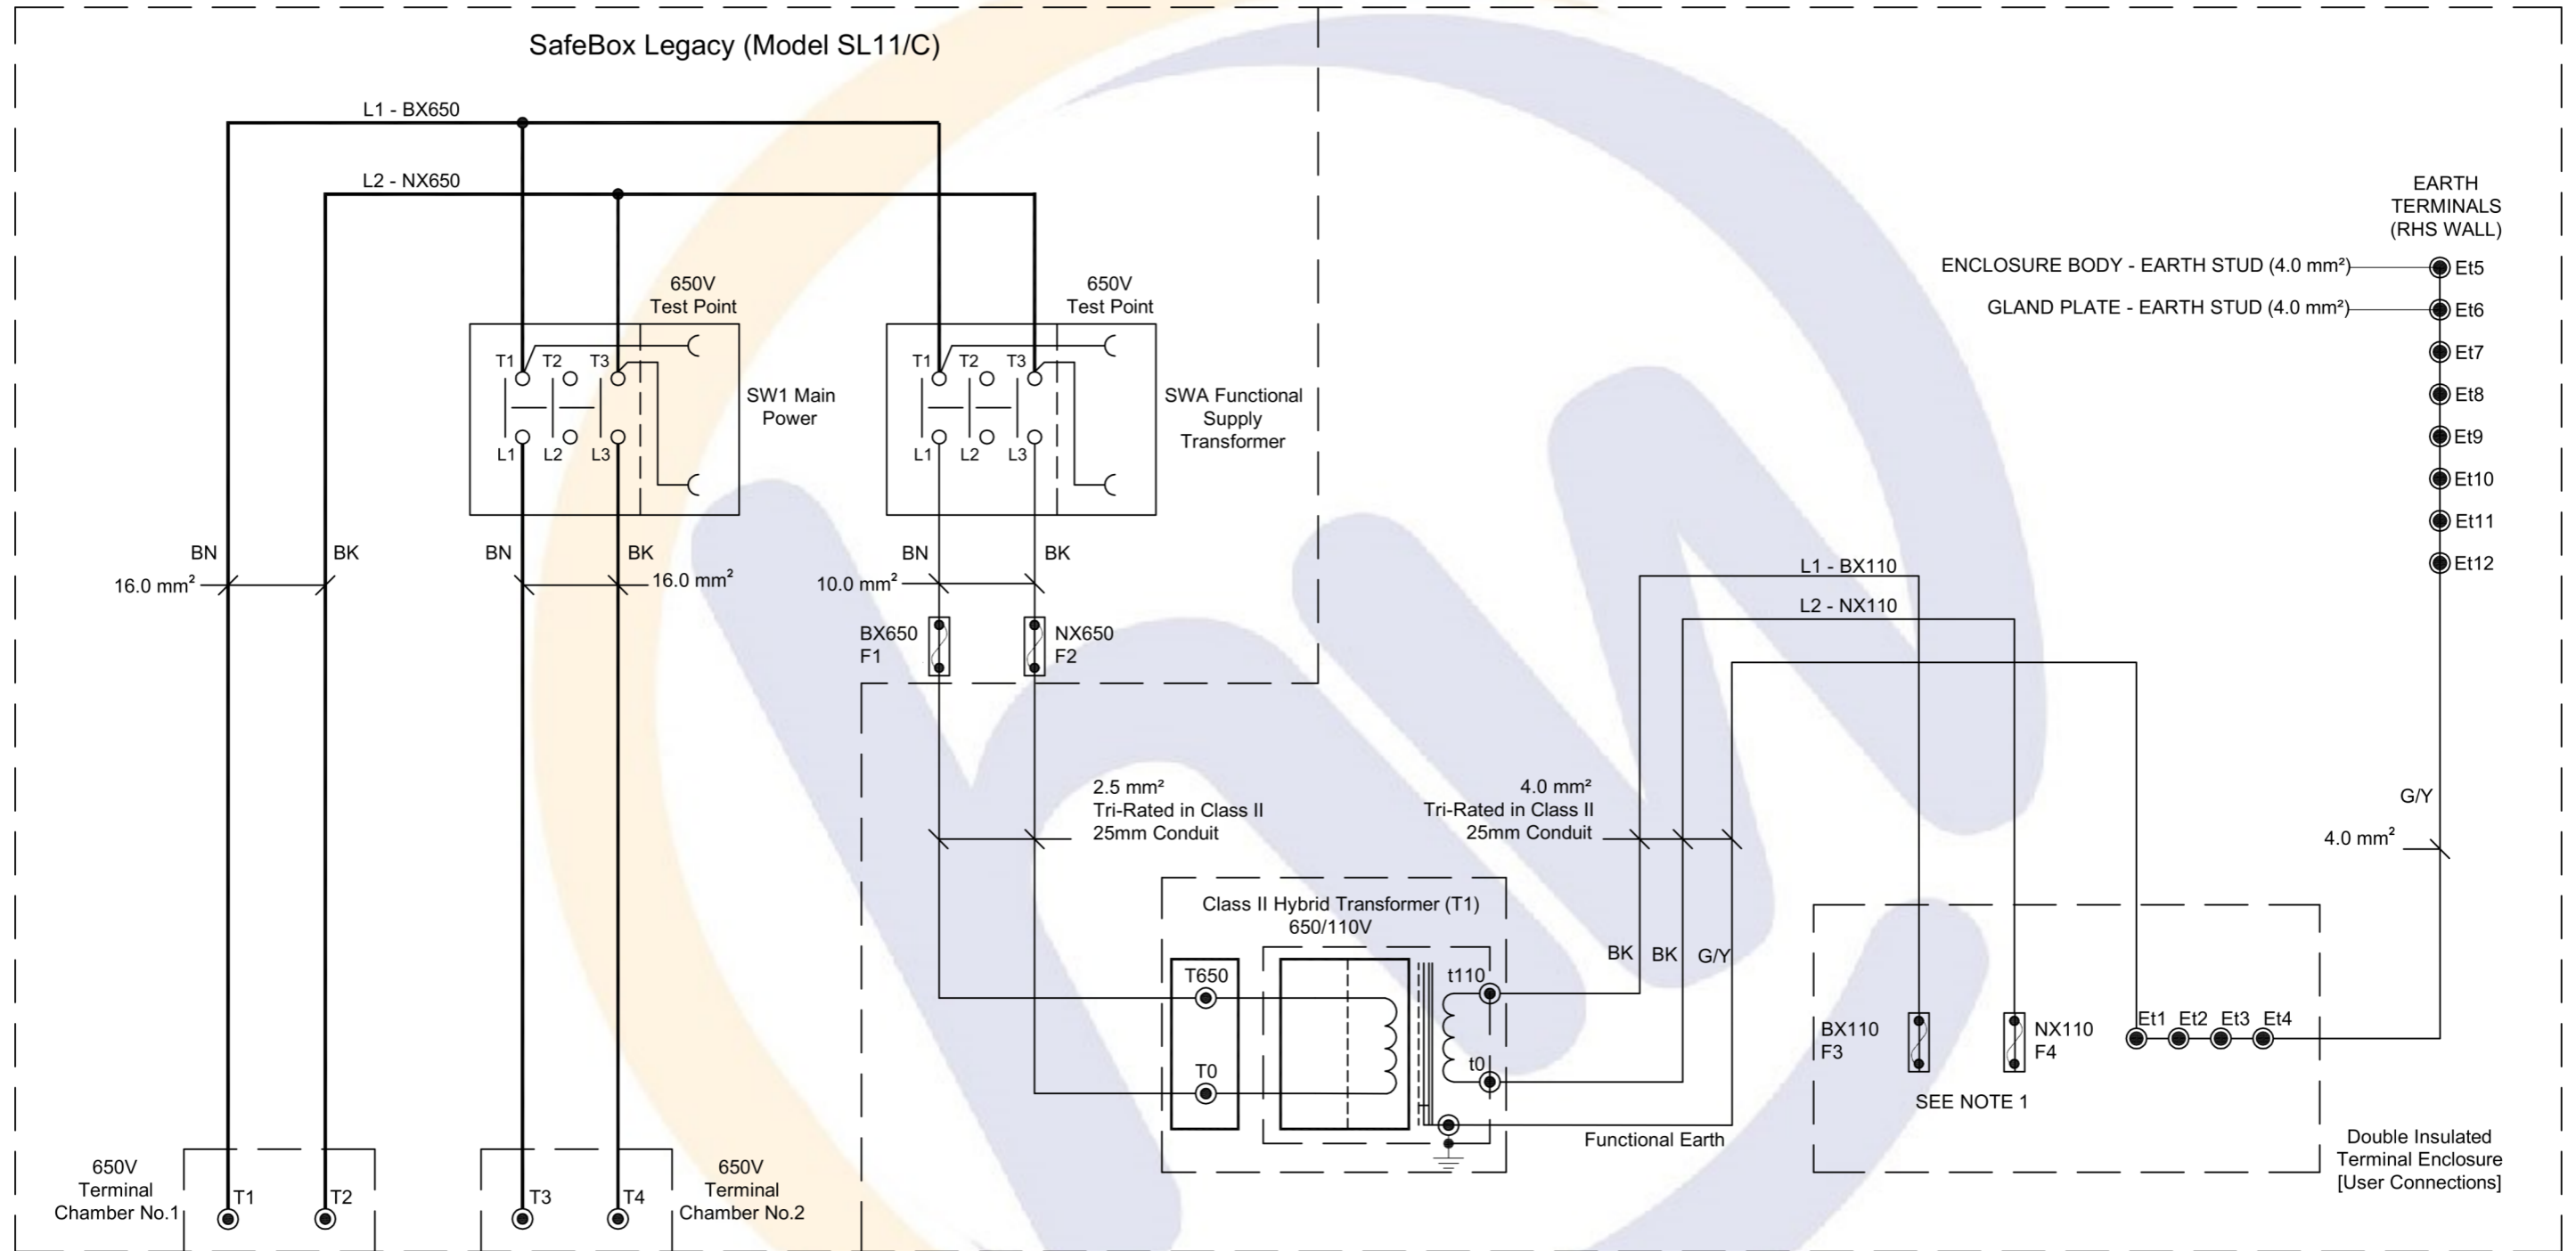 SafeBox Legacy (Model SL11/C)
L1 - BX650
L2 - NX650
650V
Test Point
T1 T2 T3
L1 L2 L3
SW1 Main
Power
650V
Test Point
T1 T2 T3
L1 L2 L3
SWA Functional
Supply
Transformer
EARTH
TERMINALS
(RHS WALL)
ENCLOSURE BODY - EARTH STUD (4.0 mm²)
Et5
GLAND PLATE - EARTH STUD (4.0 mm²)
Et6
Et7
Et8
Et9
Et10
Et11
Et12
BN
BK
16.0 mm²
BN
BK
16.0 mm²
BN
BK
10.0 mm²
BX650
F1
NX650
F2
L1 - BX110
L2 - NX110
2.5 mm²
Tri-Rated in Class II
25mm Conduit
4.0 mm²
Tri-Rated in Class II
25mm Conduit
G/Y
4.0 mm²
Class II Hybrid Transformer (T1)
650/110V
T650
T0
t110
t0
BK BK G/Y
Functional Earth
BX110
F3
NX110
F4
Et1 Et2 Et3 Et4
SEE NOTE 1
Double Insulated
Terminal Enclosure
[User Connections]
650V
Terminal
Chamber No.1
T1
T2
T3
T4
650V
Terminal
Chamber No.2